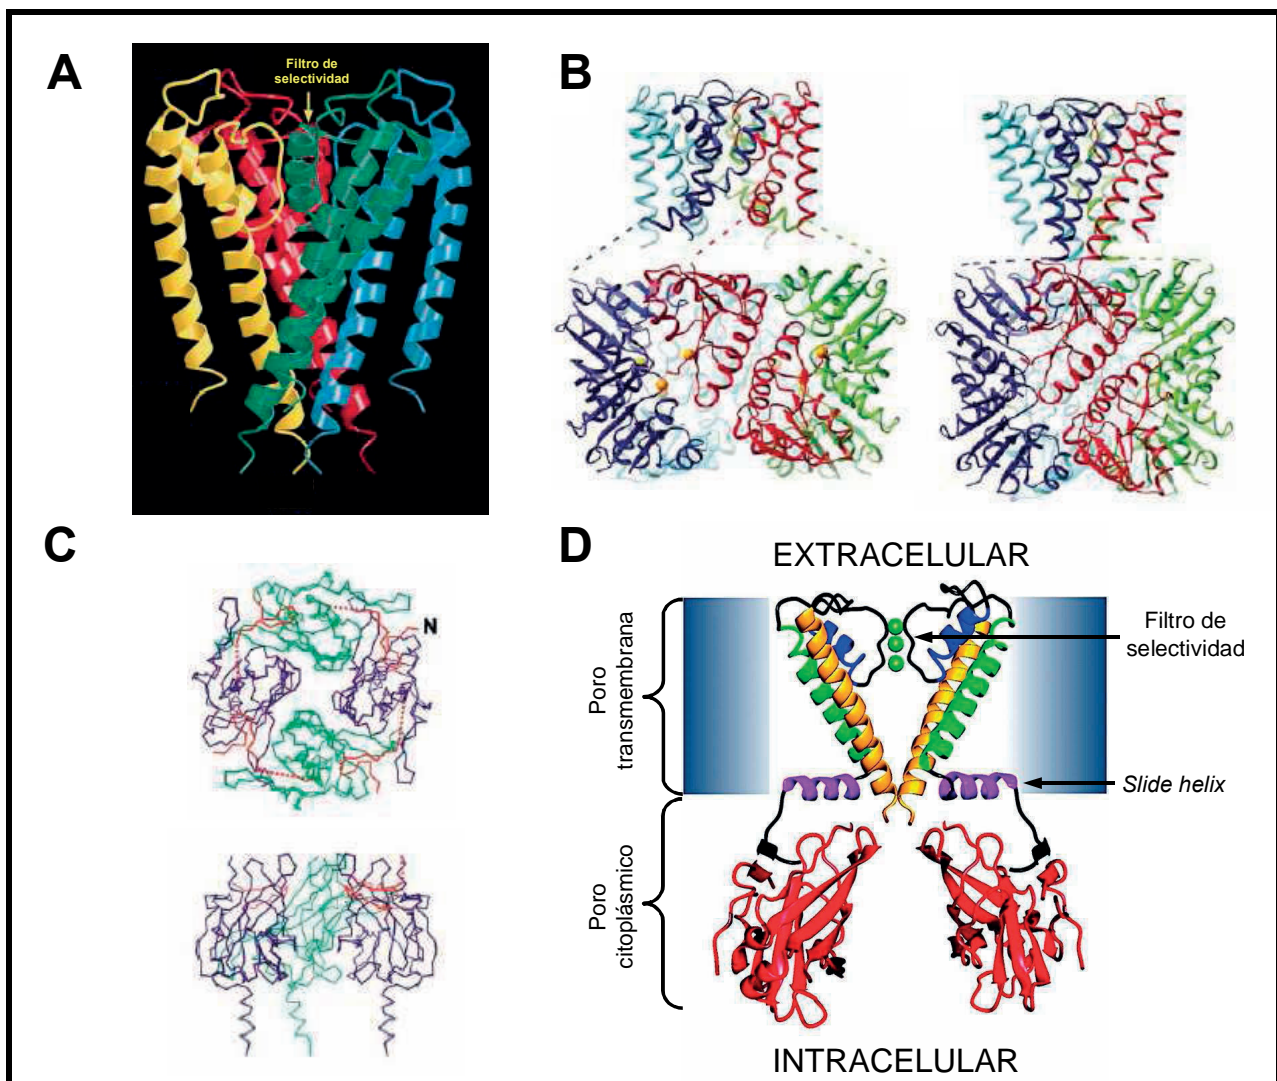 A
Filtro de
selectividad
B
C
N
D
EXTRACELULAR
Poro
transmembrana
Filtro de
selectividad
Slide helix
Poro
citoplásmico
INTRACELULAR